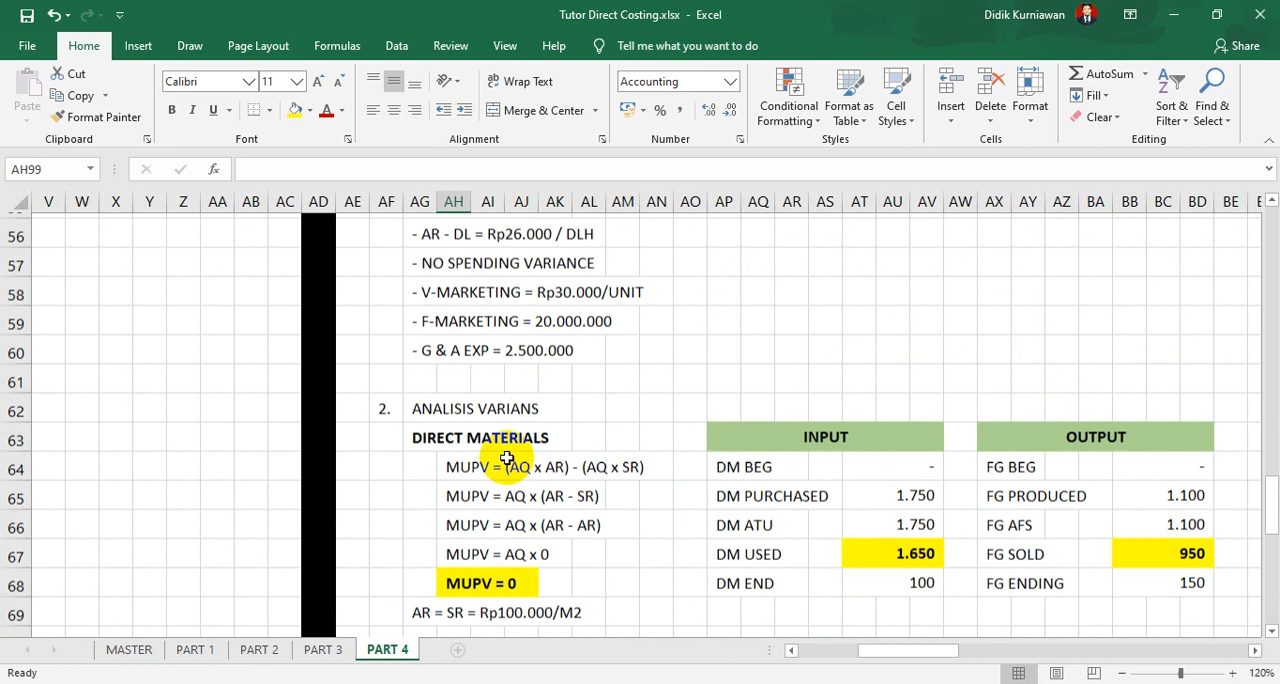 Tutor Direct Costing.xlsx - Excel
Didik Kurniawan
File Home Insert Draw Page Layout Formulas Data Review View Help Tell me what you want to do Share
Paste
Cut
Copy
Format Painter
Clipboard
Calibri 11
B I U
Font
Wrap Text
Merge & Center
Alignment
Accounting
%
Number
Conditional Formatting
Format as Table
Cell Styles
Styles
Insert
Delete
Format
Cells
AutoSum
Fill
Clear
Sort & Filter
Find & Select
Editing
AH99
fx
V W X Y Z AA AB AC AD AE AF AG AH AI AJ AK AL AM AN AO AP AQ AR AS AT AU AV AW AX AY AZ BA BB BC BD BE
56 - AR - DL = Rp26.000 / DLH
57 - NO SPENDING VARIANCE
58 - V-MARKETING = Rp30.000/UNIT
59 - F-MARKETING = 20.000.000
60 - G & A EXP = 2.500.000
61
62 2. ANALISIS VARIANS
63 DIRECT MATERIALS INPUT OUTPUT
64 MUPV = (AQ x AR) - (AQ x SR) DM BEG - FG BEG -
65 MUPV = AQ x (AR - SR) DM PURCHASED 1.750 FG PRODUCED 1.100
66 MUPV = AQ x (AR - AR) DM ATU 1.750 FG AFS 1.100
67 MUPV = AQ x 0 DM USED 1.650 FG SOLD 950
68 MUPV = 0 DM END 100 FG ENDING 150
69 AR = SR = Rp100.000/M2
MASTER PART 1 PART 2 PART 3 PART 4
Ready
120%